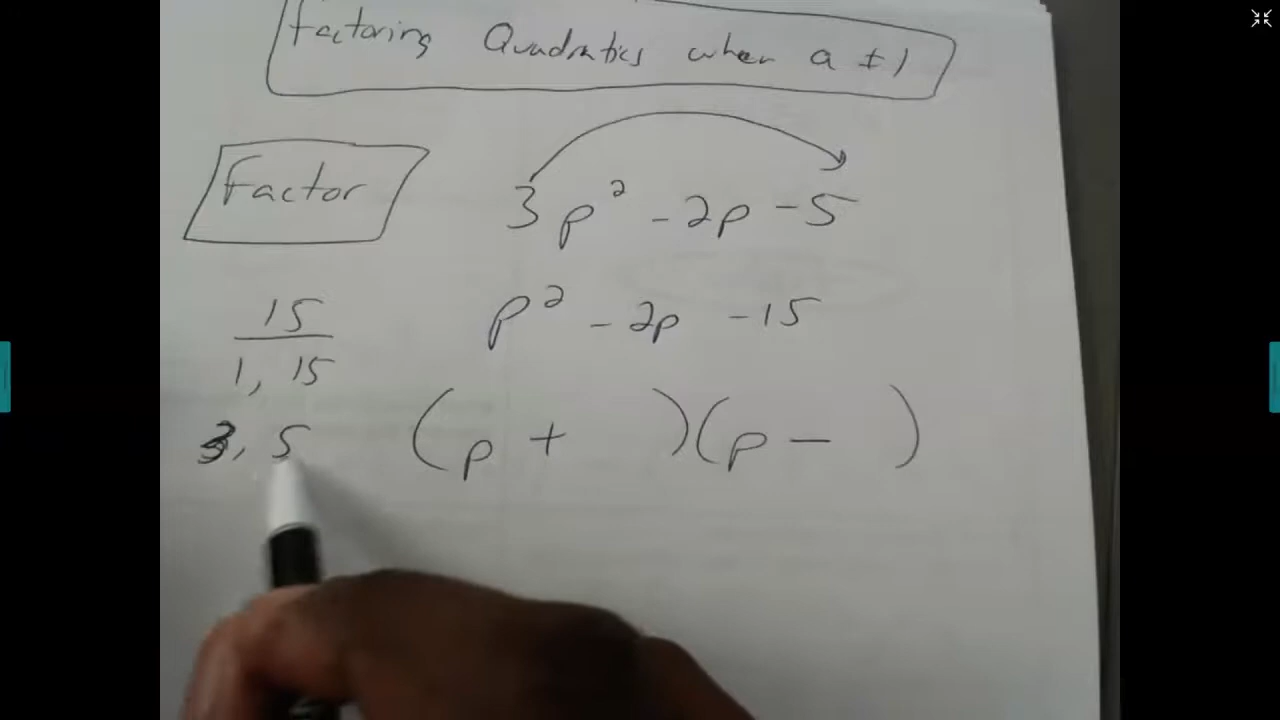 Factoring Quadratics when a ≠ 1
Factor
3p² - 2p - 5
15
p² - 2p - 15
1, 15
3, 5
(p + )(p - )